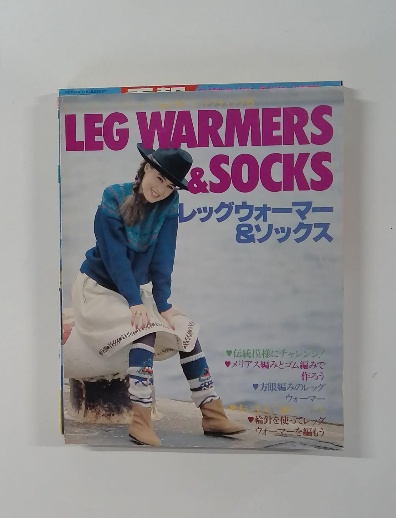 LEG WARMERS
&SOCKS
レッグウォーマー
&ソックス
♥伝統模様にチャレンジ!
♥メリアス編みとゴム編みで
作ろう
♥方眼編みのレッグ
ウォーマー
♥輪針を使ってレッグ
ウォーマーを編もう